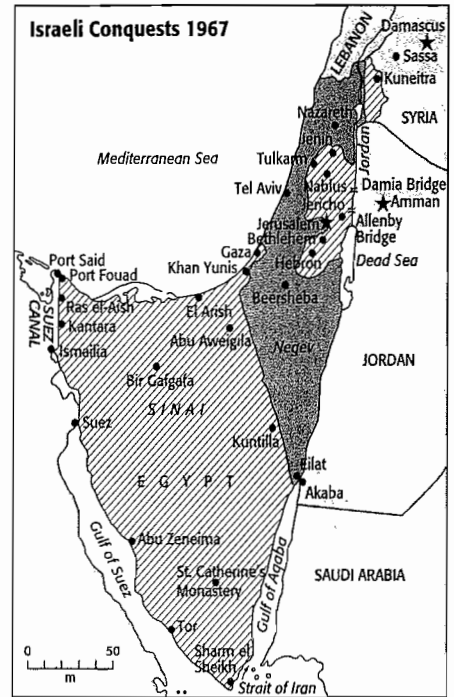 Israeli Conquests 1967
LEBANON
Damascus
Sassa
Kuneitra
SYRIA
Nazareth
Jenin
Jordan
Mediterranean Sea
Tulkarm
Tel Aviv
Nablus
Damia Bridge
Jericho
Amman
Jerusalem
Allenby
Bridge
Bethlehem
Gaza
Hebron
Dead Sea
Port Said
Port Fouad
Khan Yunis
Ras el-Aish
El Arish
Beersheba
SUEZ
CANAL
Kantara
Abu Aweigila
Ismailia
Negev
JORDAN
Bir Gafgafa
SINAI
Suez
Kuntilla
EGYPT
Eilat
Akaba
Abu Zeneima
Gulf of Suez
St. Catherine's
Monastery
Gulf of Aqaba
SAUDI ARABIA
Tor
Sharm el
Sheikh
Strait of Iran
0 50
m